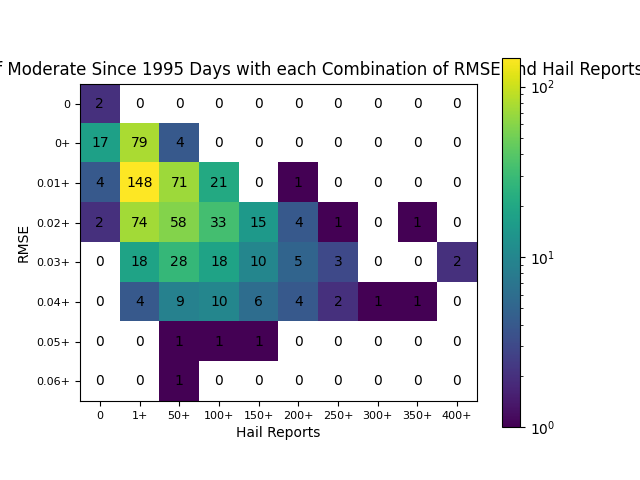 f Moderate Since 1995 Days with each Combination of RMSE and Hail Reports
0 2 0 0 0 0 0 0 0 0 0
0+ 17 79 4 0 0 0 0 0 0 0
0.01+ 4 148 71 21 0 1 0 0 0 0
0.02+ 2 74 58 33 15 4 1 0 1 0
0.03+ 0 18 28 18 10 5 3 0 0 2
0.04+ 0 4 9 10 6 4 2 1 1 0
0.05+ 0 0 1 1 1 0 0 0 0 0
0.06+ 0 0 1 0 0 0 0 0 0 0
0 1+ 50+ 100+ 150+ 200+ 250+ 300+ 350+ 400+
Hail Reports
RMSE
10²
10¹
10⁰